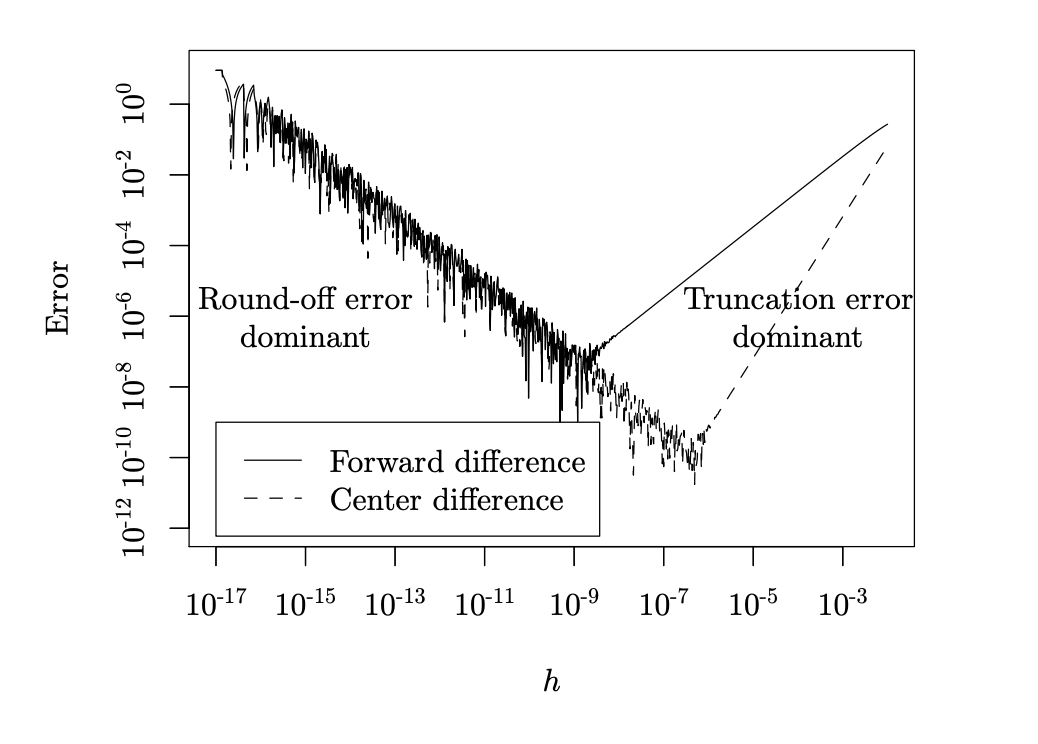 10^0
10^-2
10^-4
10^-6
10^-8
10^-10
10^-12
Error
Round-off error
dominant
Truncation error
dominant
Forward difference
Center difference
10^-17 10^-15 10^-13 10^-11 10^-9 10^-7 10^-5 10^-3
h